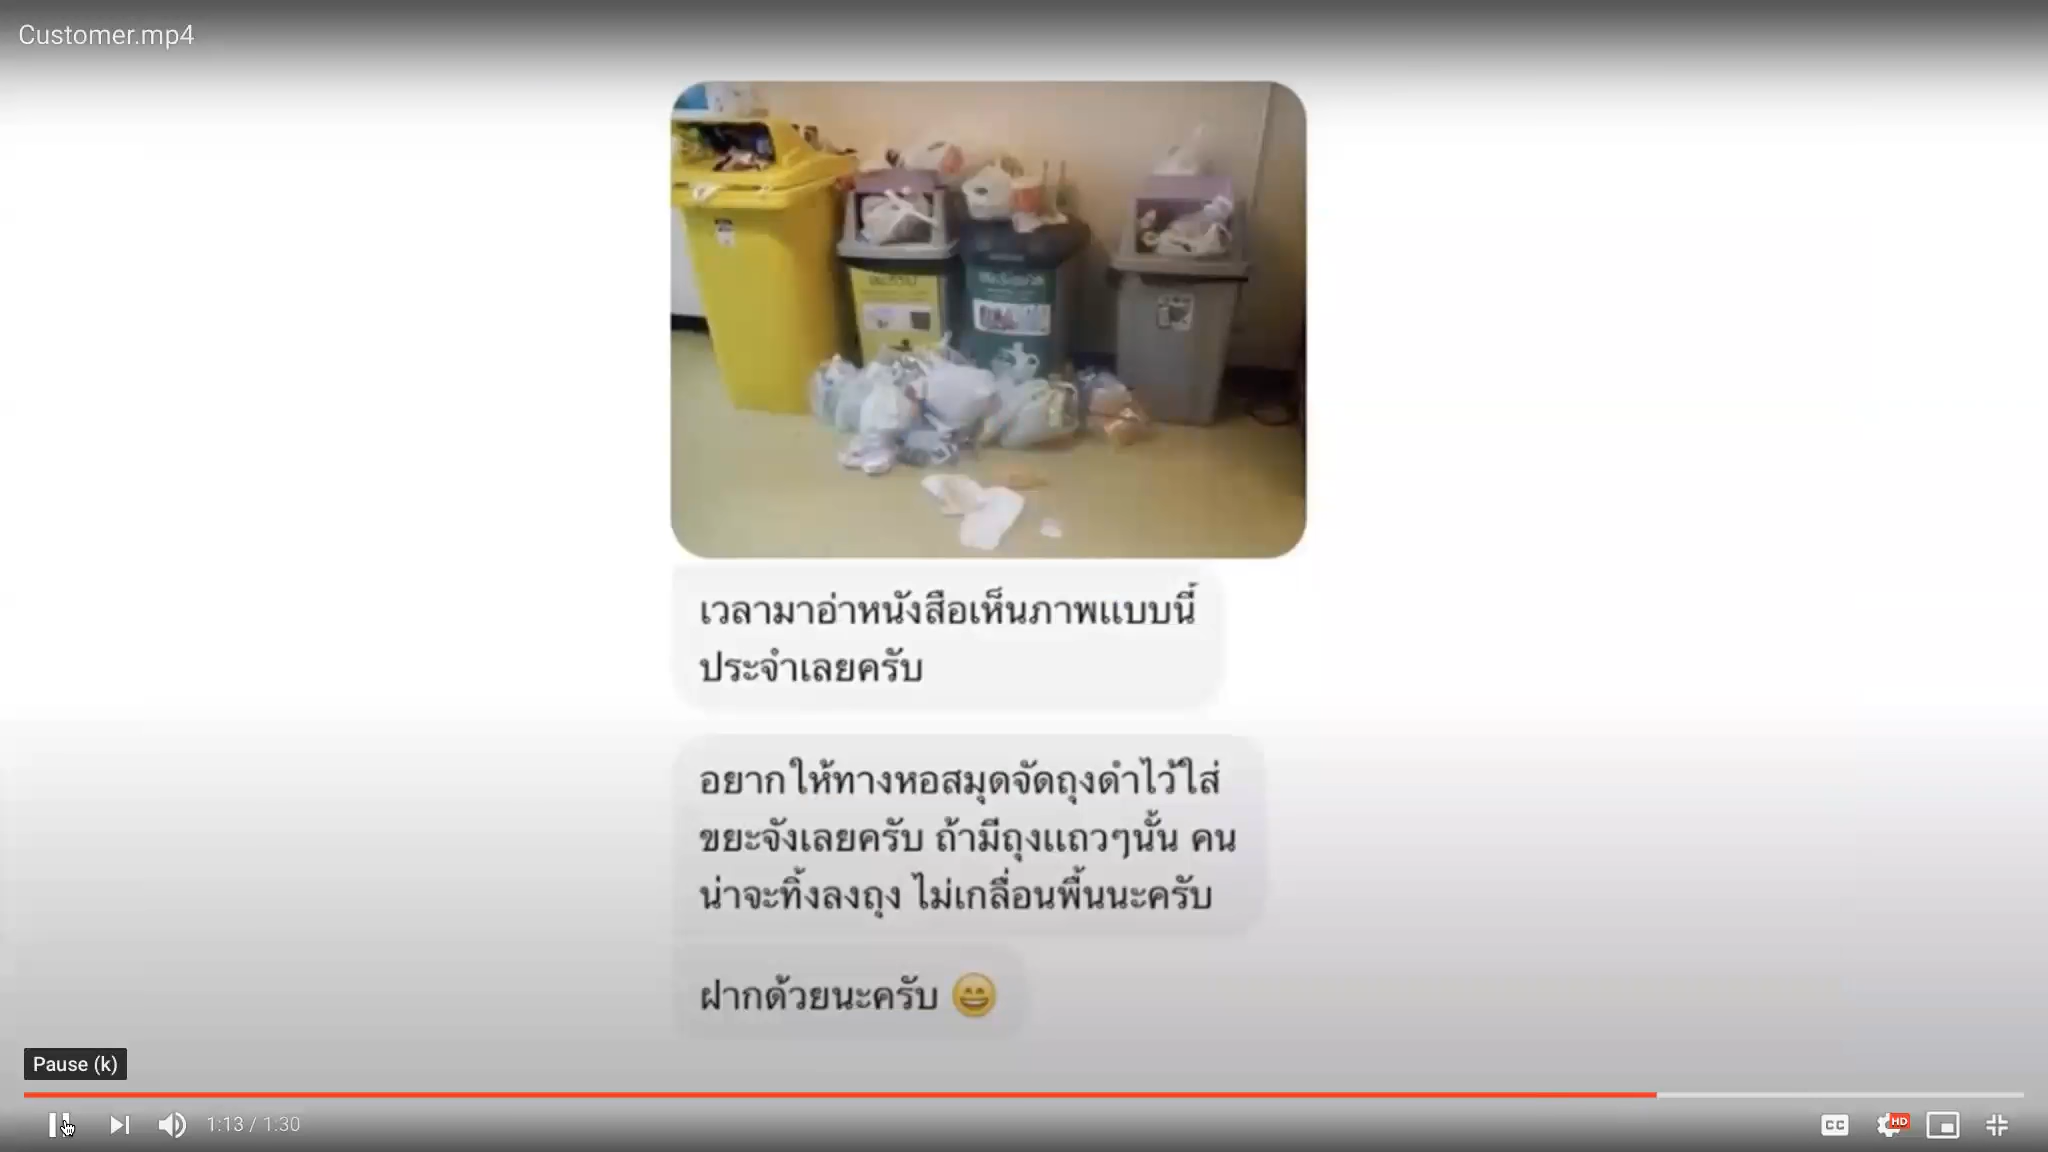 Customer.mp4
เวลามาอ่าหนังสือเห็นภาพแบบนี้
ประจำเลยครับ
อยากให้ทางหอสมุดจัดถุงดำไว้ใส่
ขยะจังเลยครับ ถ้ามีถุงแถวๆนั้น คน
น่าจะทิ้งลงถุง ไม่เกลื่อนพื้นนะครับ
ฝากด้วยนะครับ 😄
Pause (k)
1:13 / 1:30
CC
HD